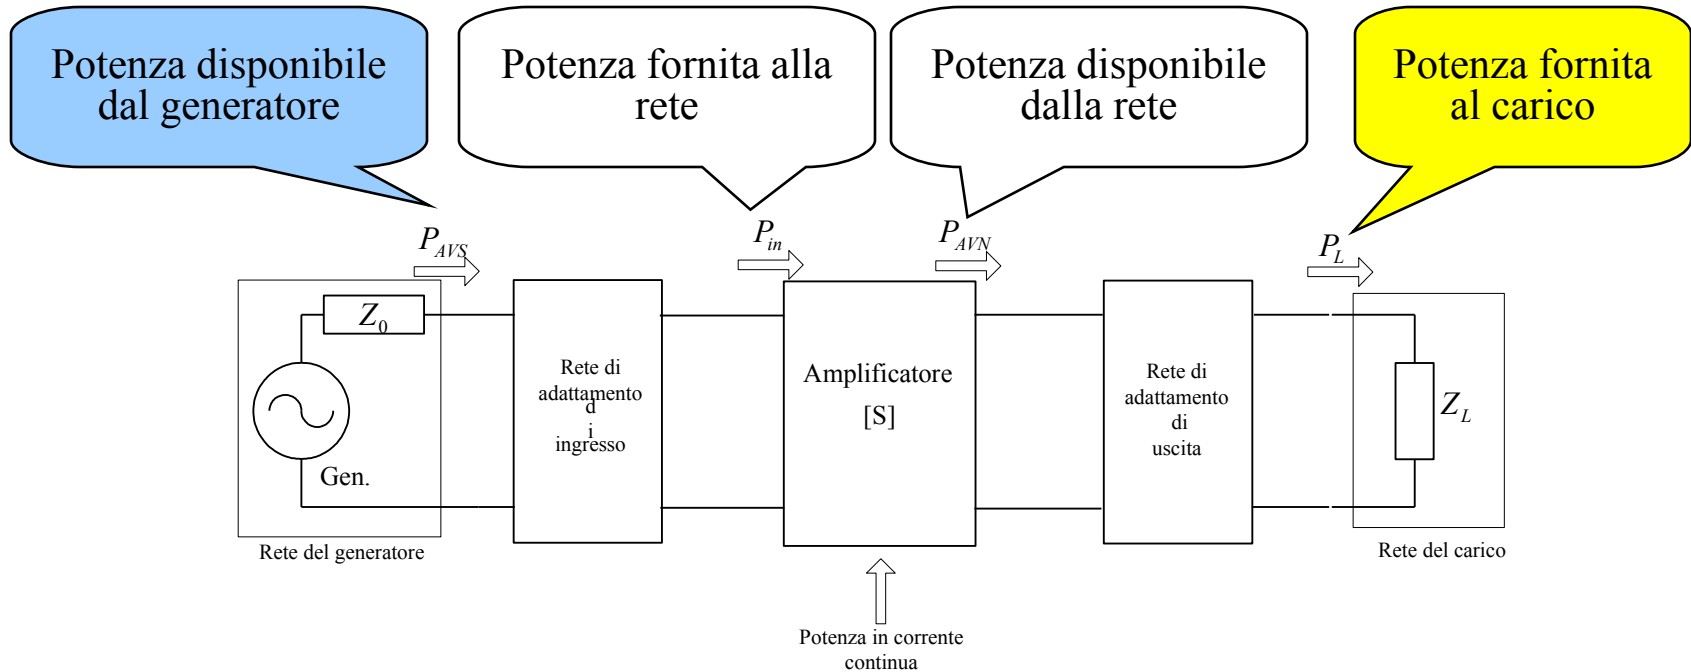 Potenza disponibile
dal generatore
Potenza fornita alla
rete
Potenza disponibile
dalla rete
Potenza fornita
al carico
P_AVS
P_in
P_AVN
P_L
Z_0
Gen.
Rete del generatore
Rete di
adattamento
d
i
ingresso
Amplificatore
[S]
Rete di
adattamento
di
uscita
Z_L
Rete del carico
Potenza in corrente
continua